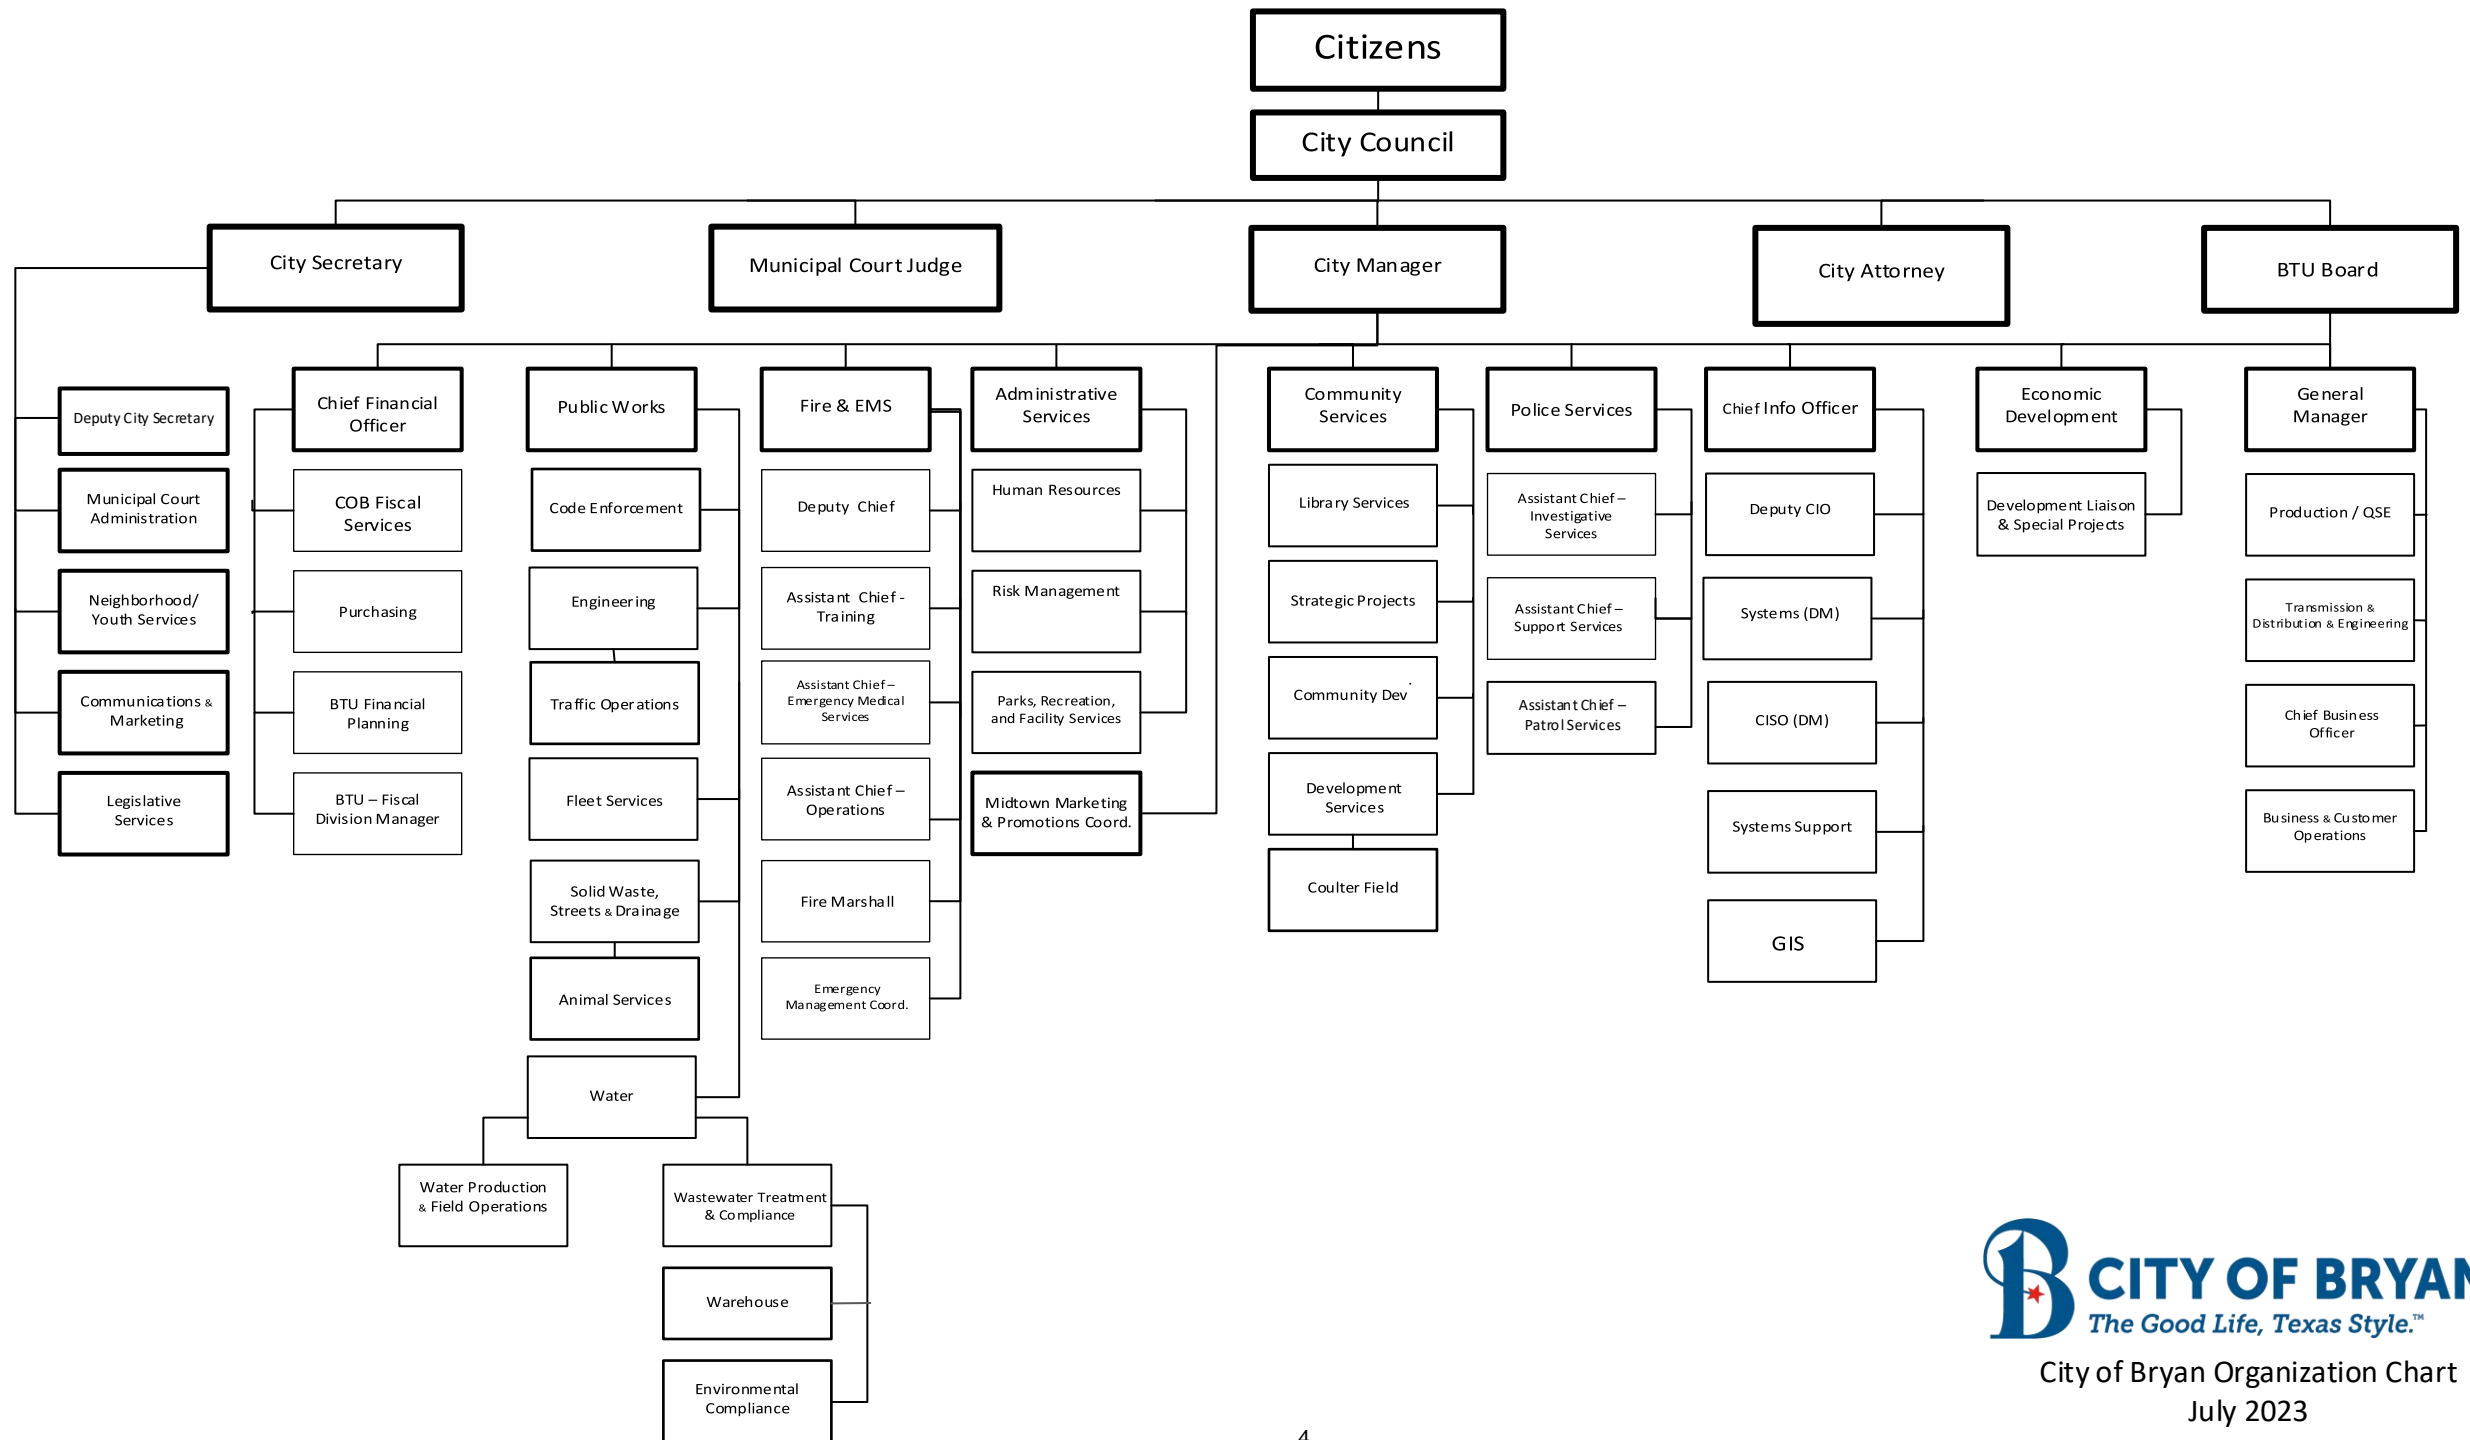 Citizens
City Council
City Secretary
Municipal Court Judge
City Manager
City Attorney
BTU Board
Deputy City Secretary
Municipal Court
Administration
Neighborhood/
Youth Services
Communications &
Marketing
Legislative
Services
Chief Financial
Officer
COB Fiscal
Services
Purchasing
BTU Financial
Planning
BTU – Fiscal
Division Manager
Public Works
Code Enforcement
Engineering
Traffic Operations
Fleet Services
Solid Waste,
Streets & Drainage
Animal Services
Water
Water Production
& Field Operations
Wastewater Treatment
& Compliance
Warehouse
Environmental
Compliance
Fire & EMS
Deputy Chief
Assistant Chief -
Training
Assistant Chief –
Emergency Medical
Services
Assistant Chief –
Operations
Fire Marshall
Emergency
Management Coord.
Administrative
Services
Human Resources
Risk Management
Parks, Recreation,
and Facility Services
Midtown Marketing
& Promotions Coord.
Community
Services
Library Services
Strategic Projects
Community Dev
Development
Services
Coulter Field
Police Services
Assistant Chief –
Investigative
Services
Assistant Chief –
Support Services
Assistant Chief –
Patrol Services
Chief Info Officer
Deputy CIO
Systems (DM)
CISO (DM)
Systems Support
GIS
Economic
Development
Development Liaison
& Special Projects
General
Manager
Production / QSE
Transmission &
Distribution & Engineering
Chief Business
Officer
Business & Customer
Operations
B CITY OF BRYAN
The Good Life, Texas Style.™
City of Bryan Organization Chart
July 2023
4